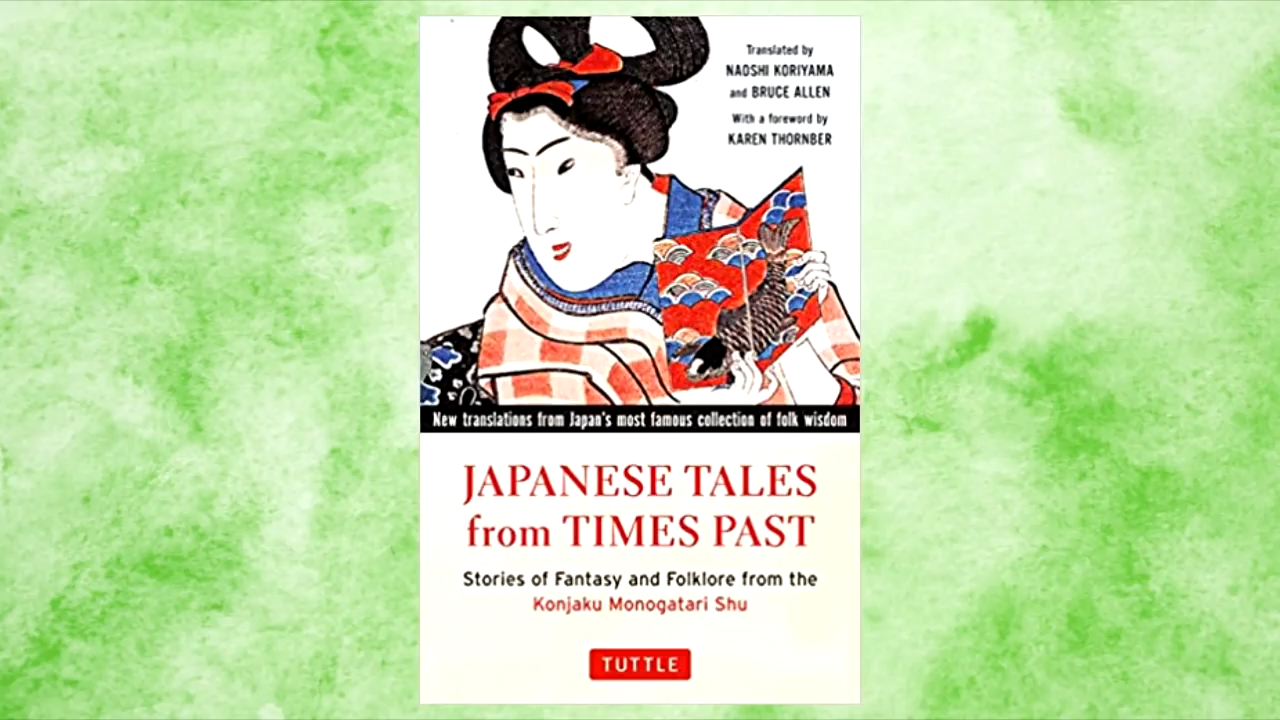 Translated by
NAOSHI KORIYAMA
and BRUCE ALLEN
With a foreword by
KAREN THORNBER
New translations from Japan's most famous collection of folk wisdom
JAPANESE TALES
from TIMES PAST
Stories of Fantasy and Folklore from the
Konjaku Monogatari Shu
TUTTLE